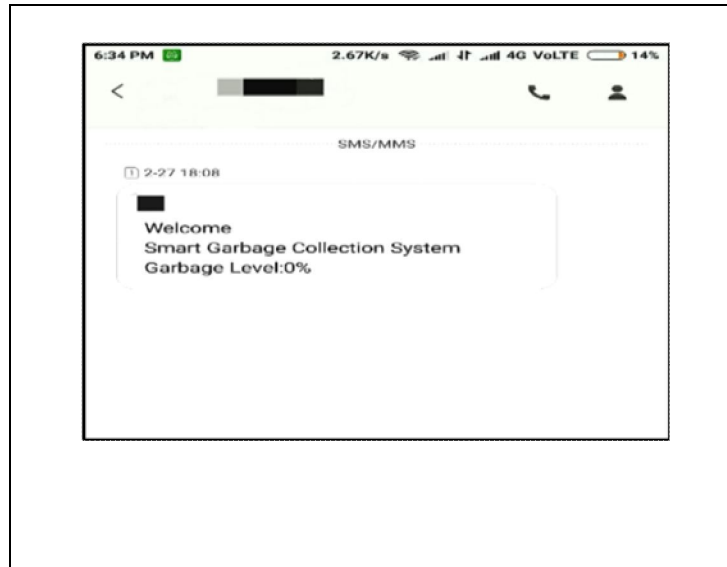 6:34 PM 2.67K/s 4G VoLTE 14%
SMS/MMS
1 2-27 18:08
Welcome
Smart Garbage Collection System
Garbage Level:0%